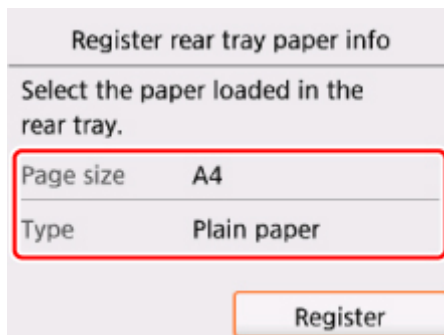 Register rear tray paper info
Select the paper loaded in the
rear tray.
Page size A4
Type Plain paper
Register